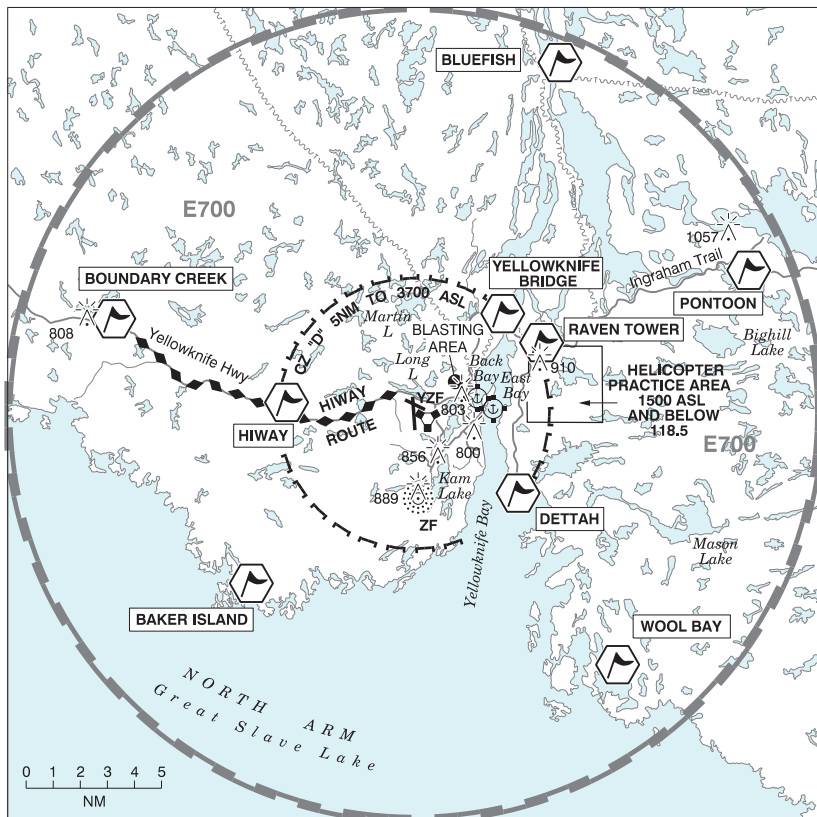 BLUEFISH
E700
1057
Ingraham Trail
PONTOON
BOUNDARY CREEK
808
Yellowknife Hwy
CZ "D" 5NM TO 3700 ASL
YELLOWKNIFE
BRIDGE
Martin
L
BLASTING
AREA
RAVEN TOWER
Bighill
Lake
Long
L
Back
Bay
East
Bay
910
HELICOPTER
PRACTICE AREA
1500 ASL
AND BELOW
118.5
HIWAY
HIWAY
ROUTE
YZF
803
800
E700
856
Kam
Lake
889
ZF
DETTAH
Yellowknife Bay
Mason
Lake
BAKER ISLAND
WOOL BAY
NORTH ARM
Great Slave Lake
0 1 2 3 4 5
NM